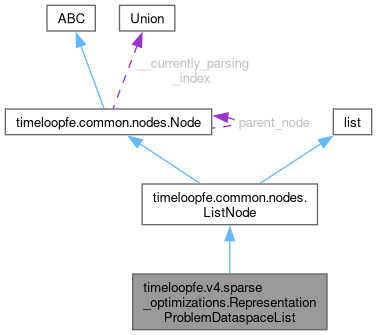 ABC
Union
__currently_parsing
_index
timeloopfe.common.nodes.Node
parent_node
list
timeloopfe.common.nodes.
ListNode
timeloopfe.v4.sparse
_optimizations.Representation
ProblemDataspaceList